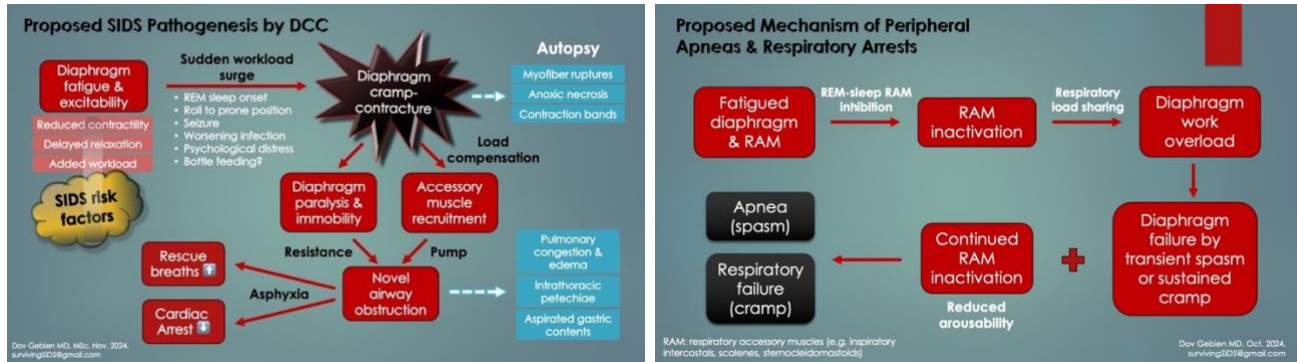 Proposed SIDS Pathogenesis by DCC
Diaphragm
fatigue &
excitability
Reduced contractility
Delayed relaxation
Added workload
SIDS risk
factors
Sudden workload
surge
• REM sleep onset
• Roll to prone position
• Seizure
• Worsening infection
• Psychological distress
• Bottle feeding?
Diaphragm
cramp-
contracture
Autopsy
Myofiber ruptures
Anoxic necrosis
Contraction bands
Load
compensation
Diaphragm
paralysis &
immobility
Accessory
muscle
recruitment
Resistance
Pump
Rescue
breaths ⬆
Asphyxia
Cardiac
Arrest ⬇
Novel
airway
obstruction
Pulmonary
congestion &
edema
Intrathoracic
petechiae
Aspirated gastric
contents
Dov Gebien MD, MSc. Nov. 2024.
survivingSIDS@gmail.com
Proposed Mechanism of Peripheral
Apneas & Respiratory Arrests
Fatigued
diaphragm
& RAM
REM-sleep RAM
inhibition
RAM
inactivation
Respiratory
load sharing
Diaphragm
work
overload
Apnea
(spasm)
Respiratory
failure
(cramp)
Continued
RAM
inactivation
Reduced
arousability
Diaphragm
failure by
transient spasm
or sustained
cramp
RAM: respiratory accessory muscles (e.g. inspiratory
intercostals, scalenes, sternocleidomastoids)
Dov Gebien MD, Oct. 2024.
survivingSIDS@gmail.com